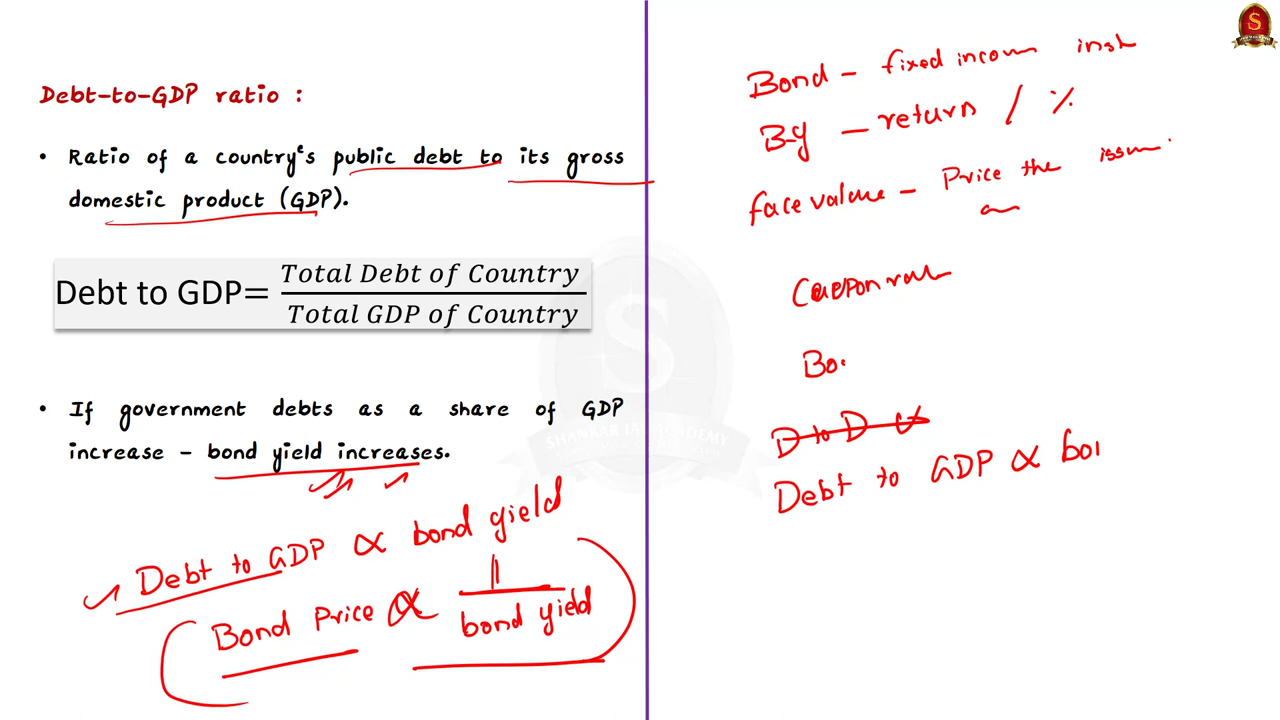 Debt-to-GDP ratio :
• Ratio of a country's public debt to its gross
domestic product (GDP).
Debt to GDP= Total Debt of Country
Total GDP of Country
• If government debts as a share of GDP
increase – bond yield increases.
Debt to GDP ∝ bond yield
Bond Price ∝ 1
bond yield
Bond – fixed income inst
B-y – return / %
face value – Price the issu
Coupon rate
Bo
D to D ∝
Debt to GDP ∝ bo
SHANKAR IAS ACADEMY